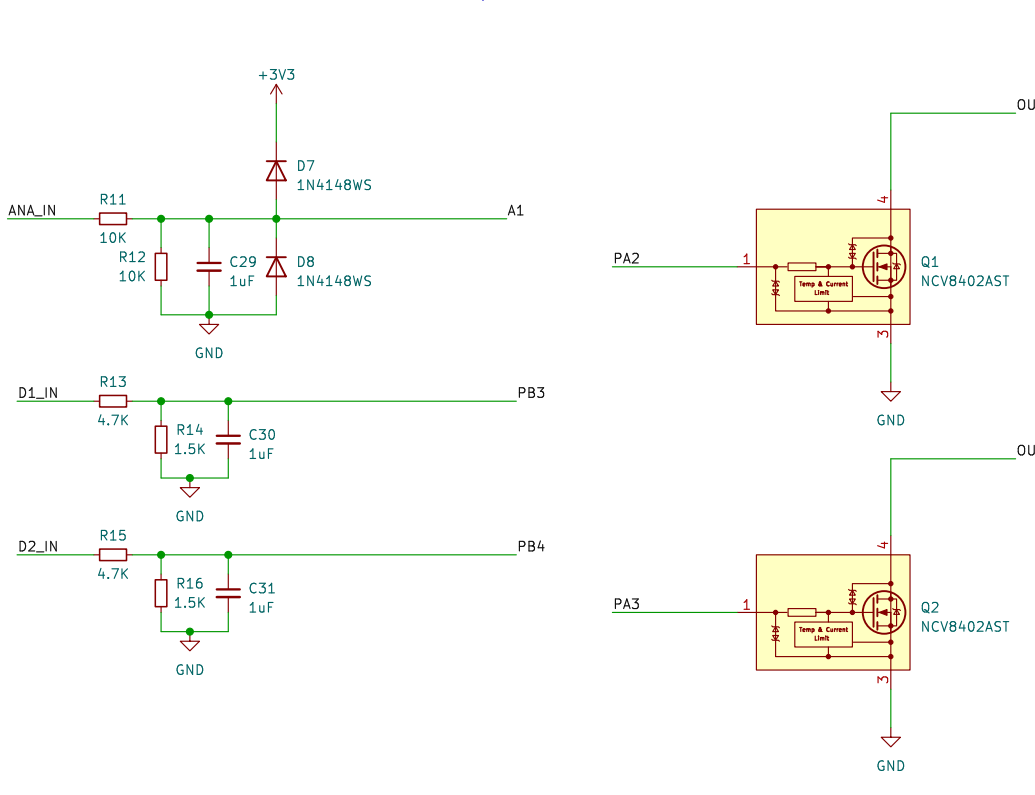 +3V3
D7
1N4148WS
R11
ANA_IN
10K
A1
R12
10K
C29
1uF
D8
1N4148WS
GND
R13
D1_IN
4.7K
PB3
R14
1.5K
C30
1uF
GND
R15
D2_IN
4.7K
PB4
R16
1.5K
C31
1uF
GND
OU
4
PA2
1
Temp & Current
Limit
Q1
NCV8402AST
3
GND
OU
4
PA3
1
Temp & Current
Limit
Q2
NCV8402AST
3
GND